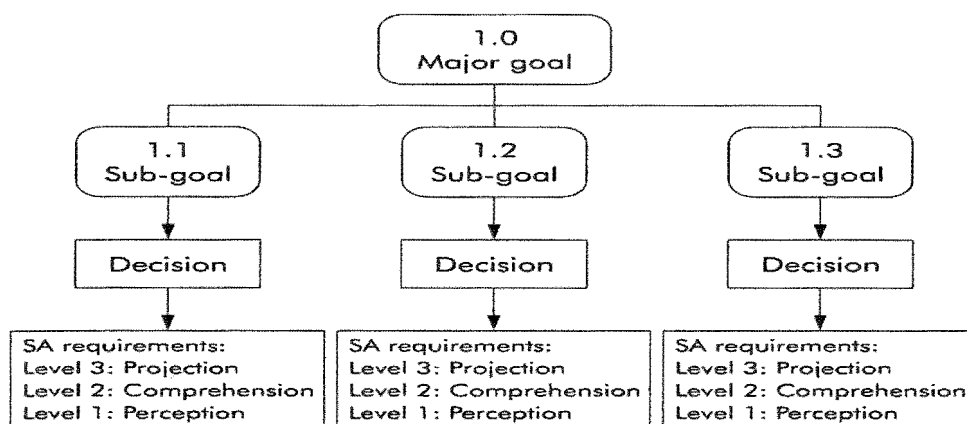 1.0
Major goal
1.1
Sub-goal
1.2
Sub-goal
1.3
Sub-goal
Decision
Decision
Decision
SA requirements:
Level 3: Projection
Level 2: Comprehension
Level 1: Perception
SA requirements:
Level 3: Projection
Level 2: Comprehension
Level 1: Perception
SA requirements:
Level 3: Projection
Level 2: Comprehension
Level 1: Perception